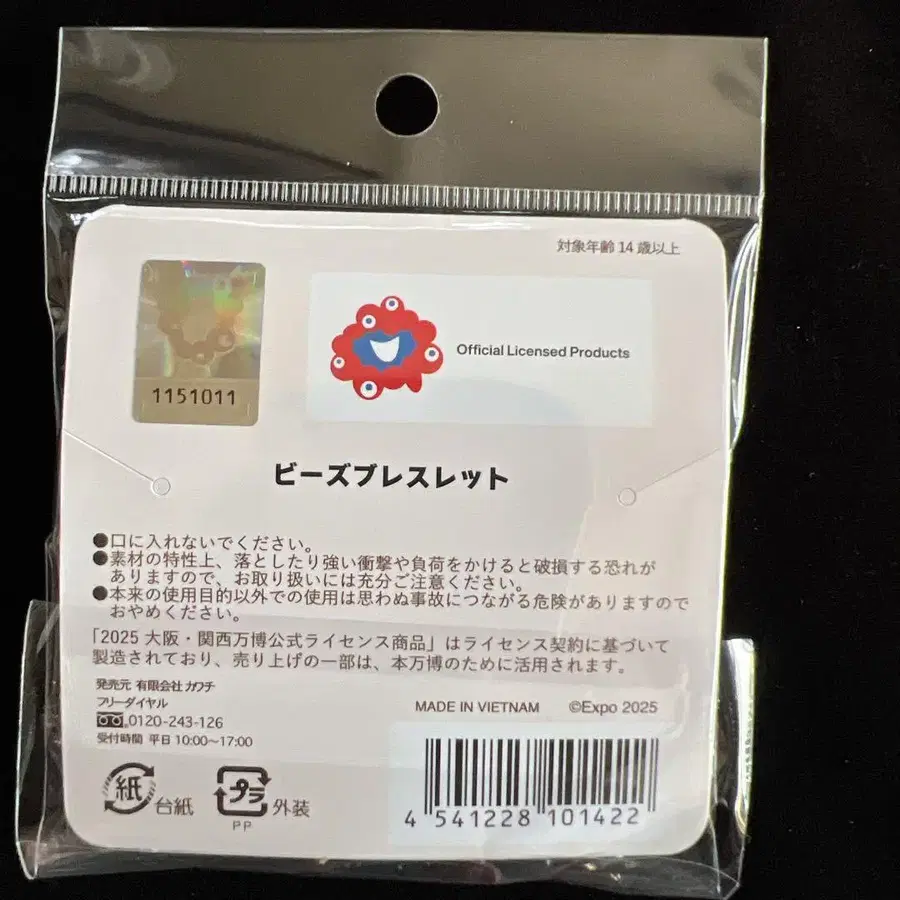 対象年齢 14 歳以上
1151011
Official Licensed Products
ビーズブレスレット
●口に入れないでください。
●素材の特性上、落としたり強い衝撃や負荷をかけると破損する恐れが
ありますので、お取り扱いには充分ご注意ください。
●本来の使用目的以外での使用は思わぬ事故につながる危険がありますので
おやめください。
「2025 大阪・関西万博公式ライセンス商品」はライセンス契約に基づいて
製造されており、売り上げの一部は、本万博のために活用されます。
発売元 有限会社 カワチ
フリーダイヤル
0120-243-126
受付時間 平日 10:00〜17:00
MADE IN VIETNAM ©Expo 2025
紙 台紙
プラ 外装
PP
4 541228 101422